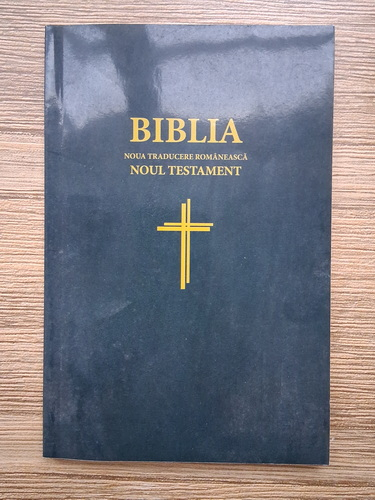 BIBLIA
NOUA TRADUCERE ROMÂNEASCĂ
NOUL TESTAMENT